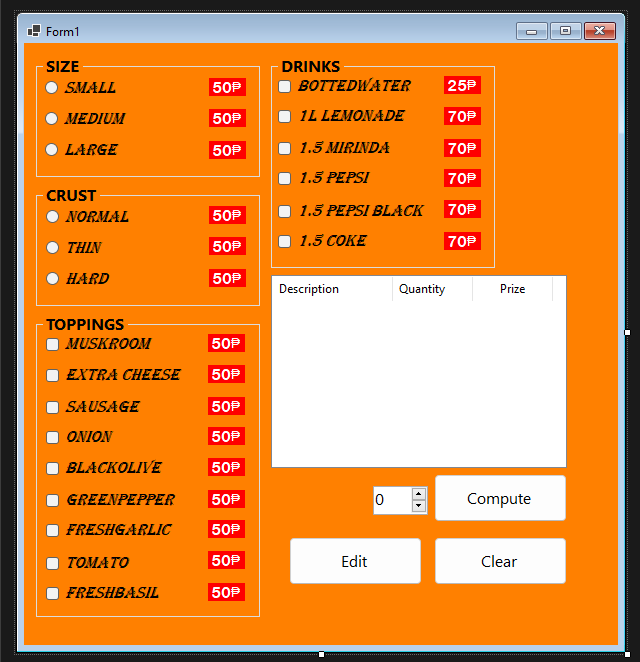 Form1
SIZE
SMALL 50₱
MEDIUM 50₱
LARGE 50₱
CRUST
NORMAL 50₱
THIN 50₱
HARD 50₱
TOPPINGS
MUSKROOM 50₱
EXTRA CHEESE 50₱
SAUSAGE 50₱
ONION 50₱
BLACKOLIVE 50₱
GREENPEPPER 50₱
FRESHGARLIC 50₱
TOMATO 50₱
FRESHBASIL 50₱
DRINKS
BOTTEDWATER 25₱
1L LEMONADE 70₱
1.5 MIRINDA 70₱
1.5 PEPSI 70₱
1.5 PEPSI BLACK 70₱
1.5 COKE 70₱
Description Quantity Prize
0 Compute
Edit Clear